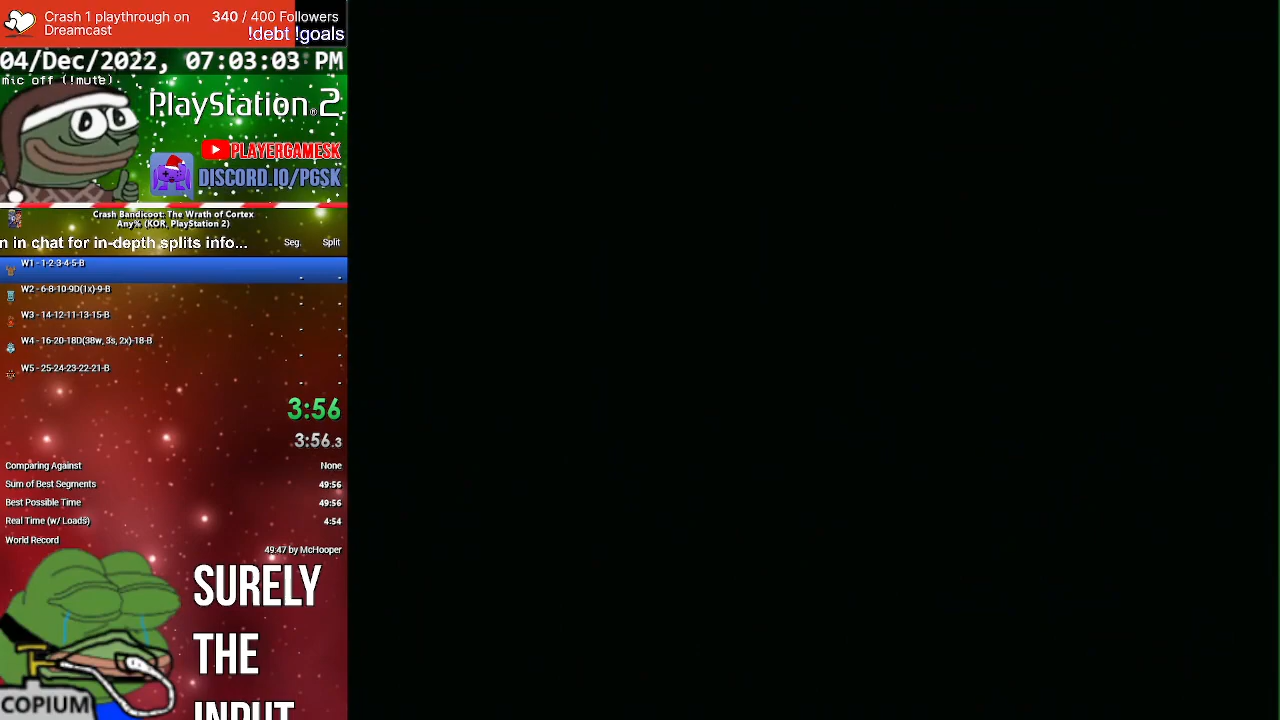 Crash 1 playthrough on
Dreamcast
340 / 400 Followers
!debt !goals
04/Dec/2022, 07:03:03 PM
mic off (!mute)
PlayStation®2
PLAYERGAMESK
DISCORD.IO/PGSK
Crash Bandicoot: The Wrath of Cortex
Any% (KOR, PlayStation 2)
n in chat for in-depth splits info...
Seg. Split
W1 - 1-2-3-4-5-B
- -
W2 - 6-8-10-9D(1x)-9-B
- -
W3 - 14-12-11-13-15-B
- -
W4 - 16-20-18D(38w, 3s, 2x)-18-B
- -
W5 - 25-24-23-22-21-B
- -
3:56
3:56.3
Comparing Against None
Sum of Best Segments 49:56
Best Possible Time 49:56
Real Time (w/ Loads) 4:54
World Record
49:47 by McHooper
SURELY
THE
INPUT
COPIUM